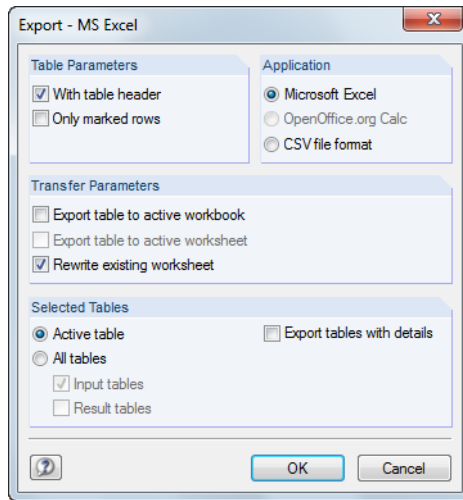 Export - MS Excel
Table Parameters
With table header
Only marked rows
Application
Microsoft Excel
OpenOffice.org Calc
CSV file format
Transfer Parameters
Export table to active workbook
Export table to active worksheet
Rewrite existing worksheet
Selected Tables
Active table
All tables
Input tables
Result tables
Export tables with details
OK
Cancel